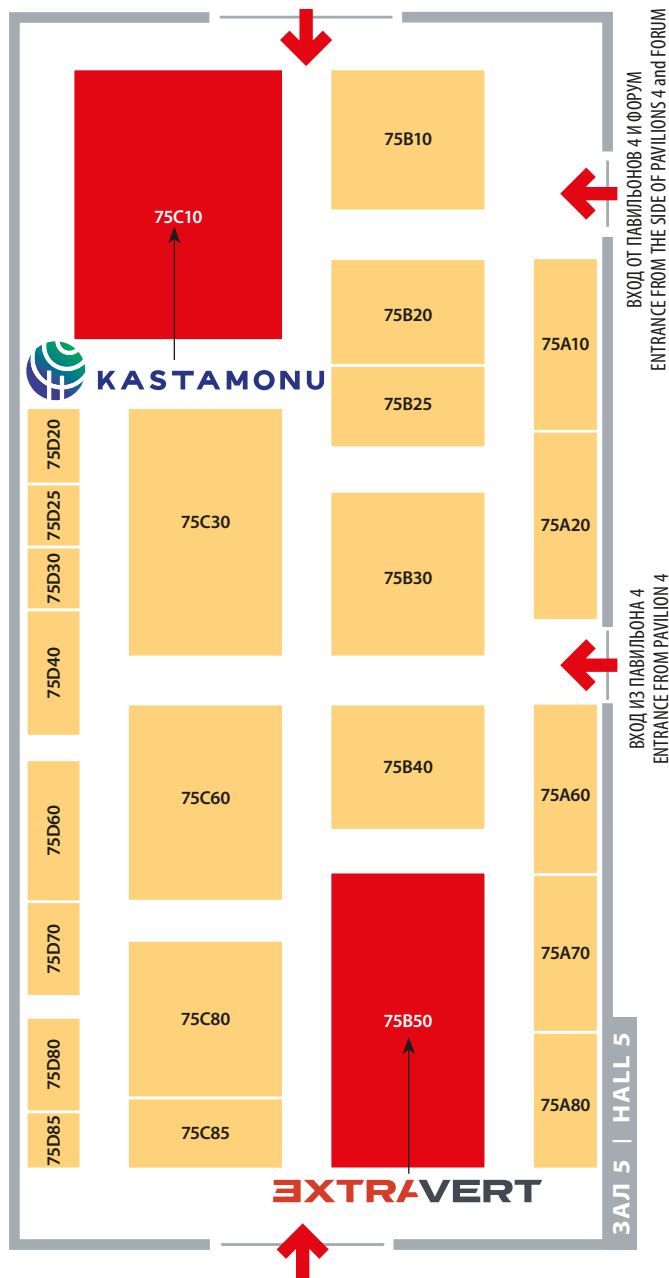 75B10
75C10
ВХОД ОТ ПАВИЛЬОНОВ 4 И ФОРУМ
ENTRANCE FROM THE SIDE OF PAVILIONS 4 and FORUM
75B20
75A10
KASTAMONU
75B25
75D20
75C30
75D25
75A20
75B30
75D30
75D40
ВХОД ИЗ ПАВИЛЬОНА 4
ENTRANCE FROM PAVILION 4
75B40
75C60
75A60
75D60
75D70
75A70
75C80
75B50
75D80
75A80
75C85
75D85
ЗАЛ 5 | HALL 5
EXTRAVERT